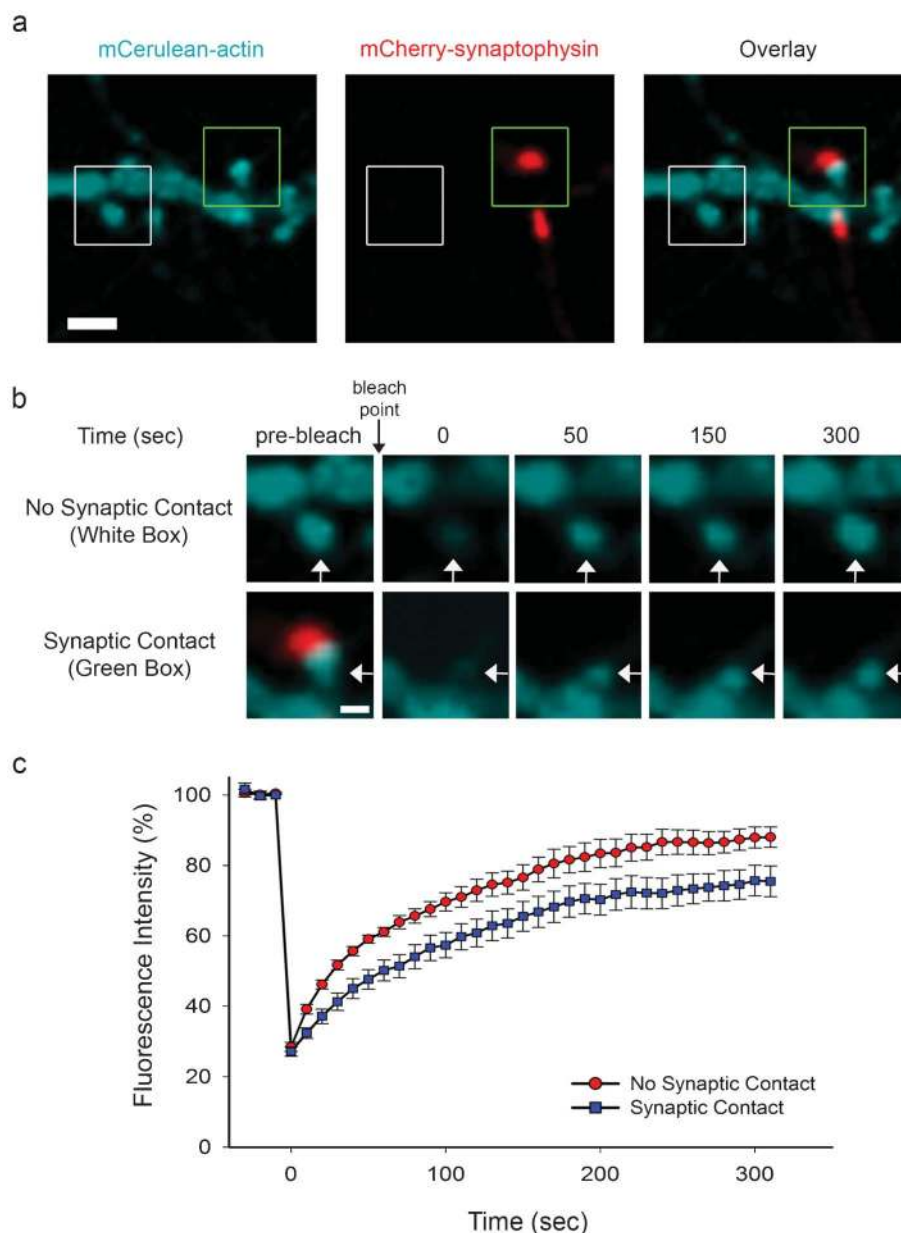 a
mCerulean-actin mCherry-synaptophysin Overlay
b
bleach
point
Time (sec) pre-bleach 0 50 150 300
No Synaptic Contact
(White Box)
Synaptic Contact
(Green Box)
c
Fluorescence Intensity (%)
100
80
60
40
20
0
No Synaptic Contact
Synaptic Contact
0 100 200 300
Time (sec)